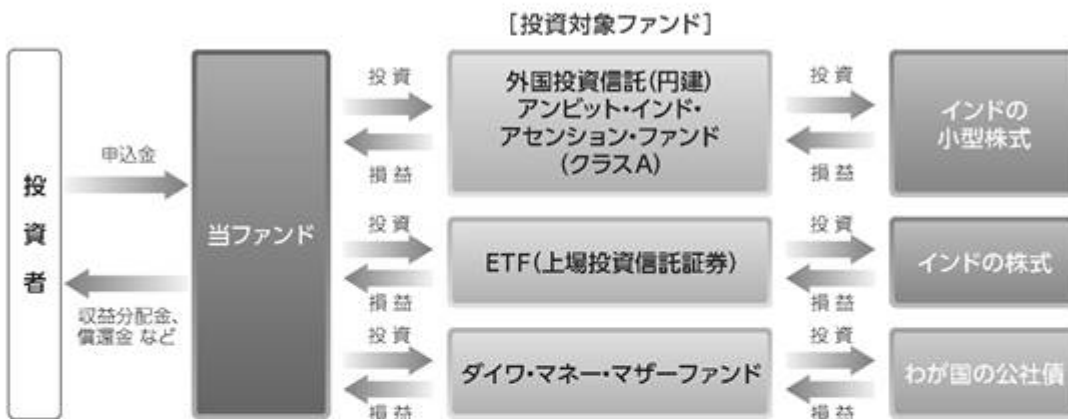 [投資対象ファンド]
投資者
申込金
収益分配金、
償還金 など
当ファンド
投資
損益
外国投資信託(円建)
アンビット・インド・
アセンション・ファンド
(クラスA)
投資
損益
インドの
小型株式
投資
損益
ETF(上場投資信託証券)
投資
損益
インドの株式
投資
損益
ダイワ・マネー・マザーファンド
投資
損益
わが国の公社債